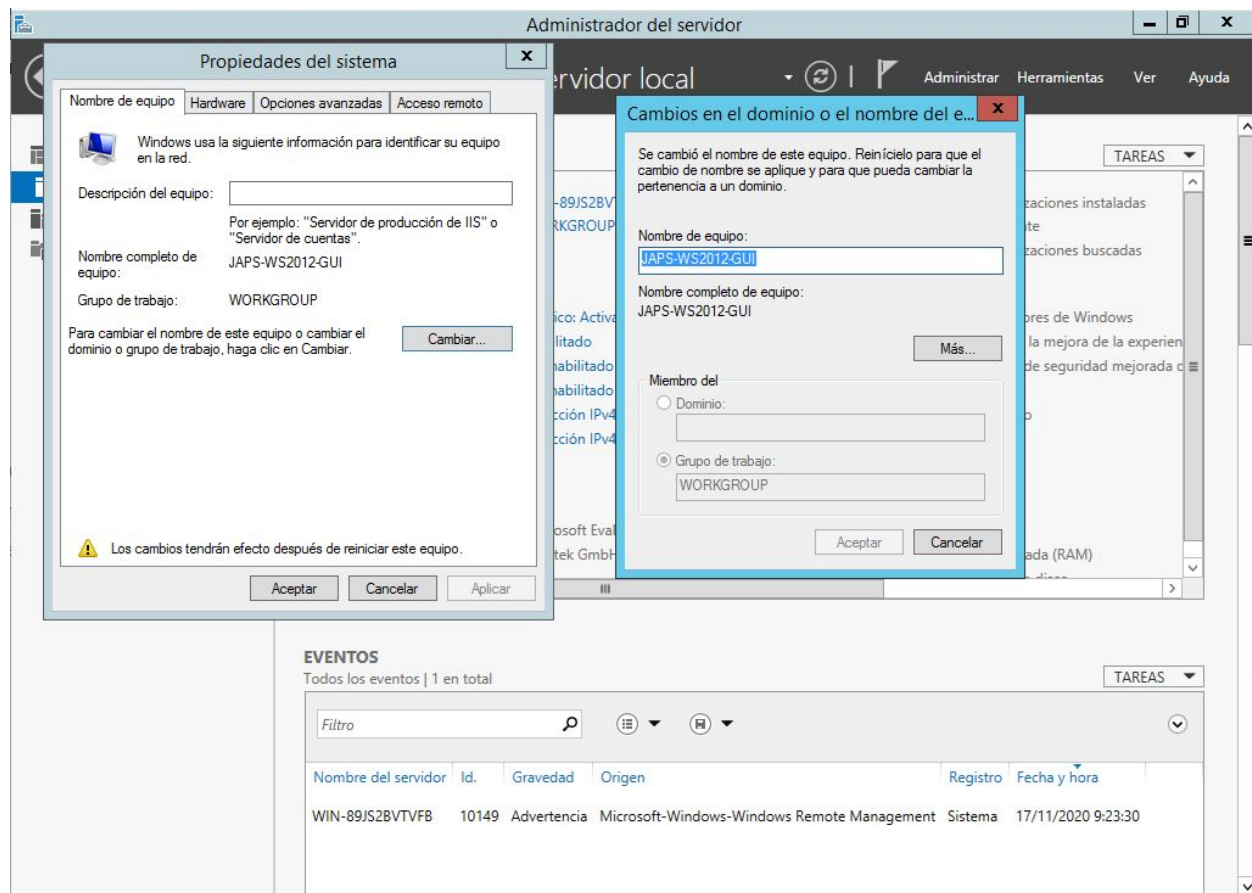 Administrador del servidor
Propiedades del sistema
ervidor local
Administrar Herramientas Ver Ayuda
Nombre de equipo Hardware Opciones avanzadas Acceso remoto
Windows usa la siguiente información para identificar su equipo
en la red.
Descripción del equipo:
Por ejemplo: "Servidor de producción de IIS" o
"Servidor de cuentas".
Nombre completo de
equipo:
JAPS-WS2012-GUI
Grupo de trabajo: WORKGROUP
Para cambiar el nombre de este equipo o cambiar el
dominio o grupo de trabajo, haga clic en Cambiar.
Cambiar...
Los cambios tendrán efecto después de reiniciar este equipo.
Aceptar Cancelar Aplicar
Cambios en el dominio o el nombre del e...
Se cambió el nombre de este equipo. Reinícielo para que el
cambio de nombre se aplique y para que pueda cambiar la
pertenencia a un dominio.
Nombre de equipo:
JAPS-WS2012-GUI
Nombre completo de equipo:
JAPS-WS2012-GUI
Más...
Miembro del
Dominio:
Grupo de trabajo:
WORKGROUP
Aceptar Cancelar
TAREAS
-89JS2BV
RKGROUP
ico: Activa
litado
habilitado
habilitado
cción IPv4
cción IPv4
osoft Eval
tek GmbH
zaciones instaladas
te
zaciones buscadas
ores de Windows
la mejora de la experien
de seguridad mejorada d
o
ada (RAM)
EVENTOS
Todos los eventos | 1 en total
TAREAS
Filtro
Nombre del servidor Id. Gravedad Origen Registro Fecha y hora
WIN-89JS2BVTVFB 10149 Advertencia Microsoft-Windows-Windows Remote Management Sistema 17/11/2020 9:23:30